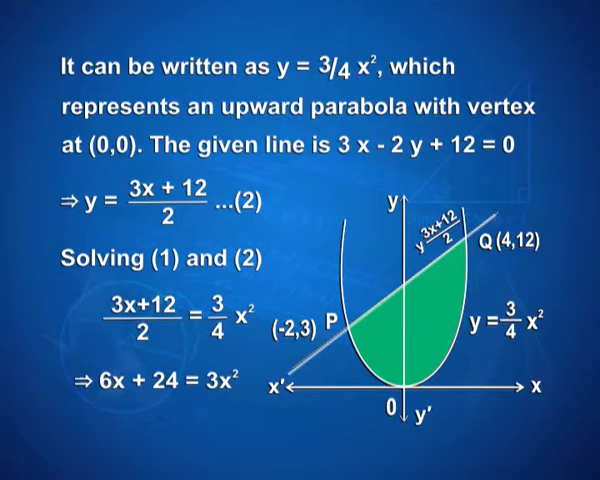 It can be written as y = 3/4 x², which
represents an upward parabola with vertex
at (0,0). The given line is 3 x - 2 y + 12 = 0
⇒ y = (3x + 12)/2 ...(2)
Solving (1) and (2)
(3x+12)/2 = 3/4 x²
⇒ 6x + 24 = 3x²
y
y (3x+12)/2
Q (4,12)
(-2,3) P
y = 3/4 x²
x'
x
0
y'